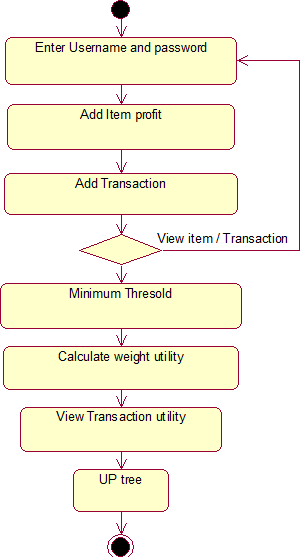 Enter Username and password
Add Item profit
Add Transaction
View item / Transaction
Minimum Thresold
Calculate weight utility
View Transaction utility
UP tree